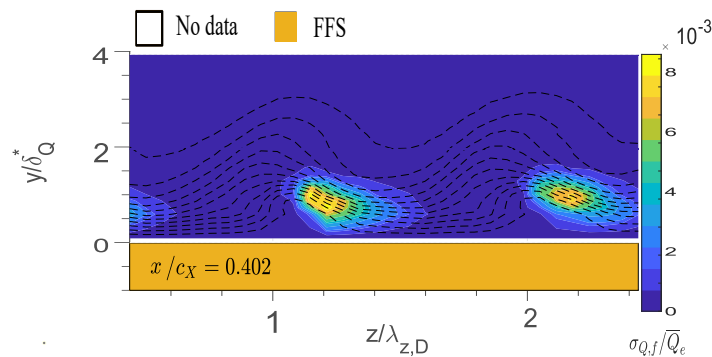 No data FFS
× 10⁻³
4
2
0
y/δ*Q
8
6
4
2
0
x/cX = 0.402
1 2
z/λz,D
σQ,f/Q̅e